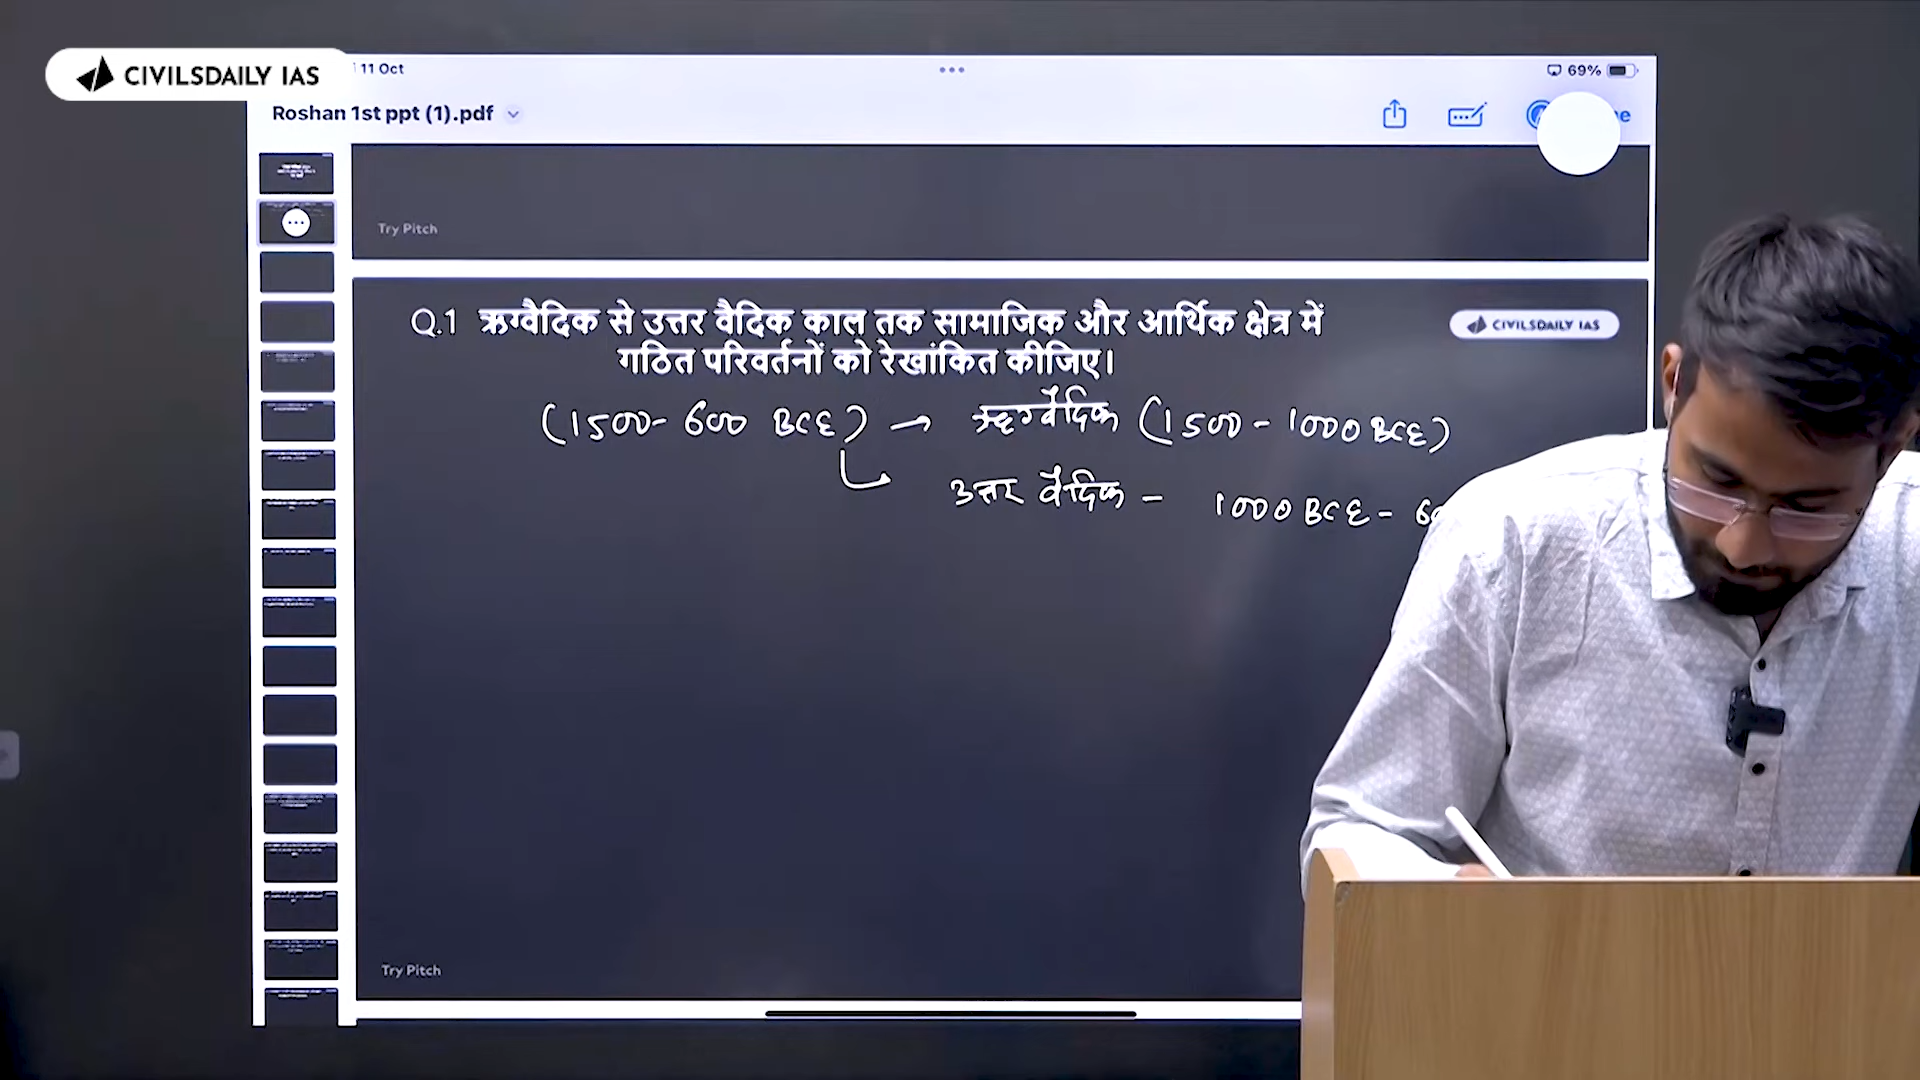 CIVILSDAILY IAS
11 Oct
69%
Roshan 1st ppt (1).pdf
Try Pitch
Q.1 ऋग्वैदिक से उत्तर वैदिक काल तक सामाजिक और आर्थिक क्षेत्र में
गठित परिवर्तनों को रेखांकित कीजिए।
CIVILSDAILY IAS
(1500- 600 BCE) → ऋग्वैदिक (1500 - 1000 BCE)
उत्तर वैदिक - 1000 BCE -
Try Pitch